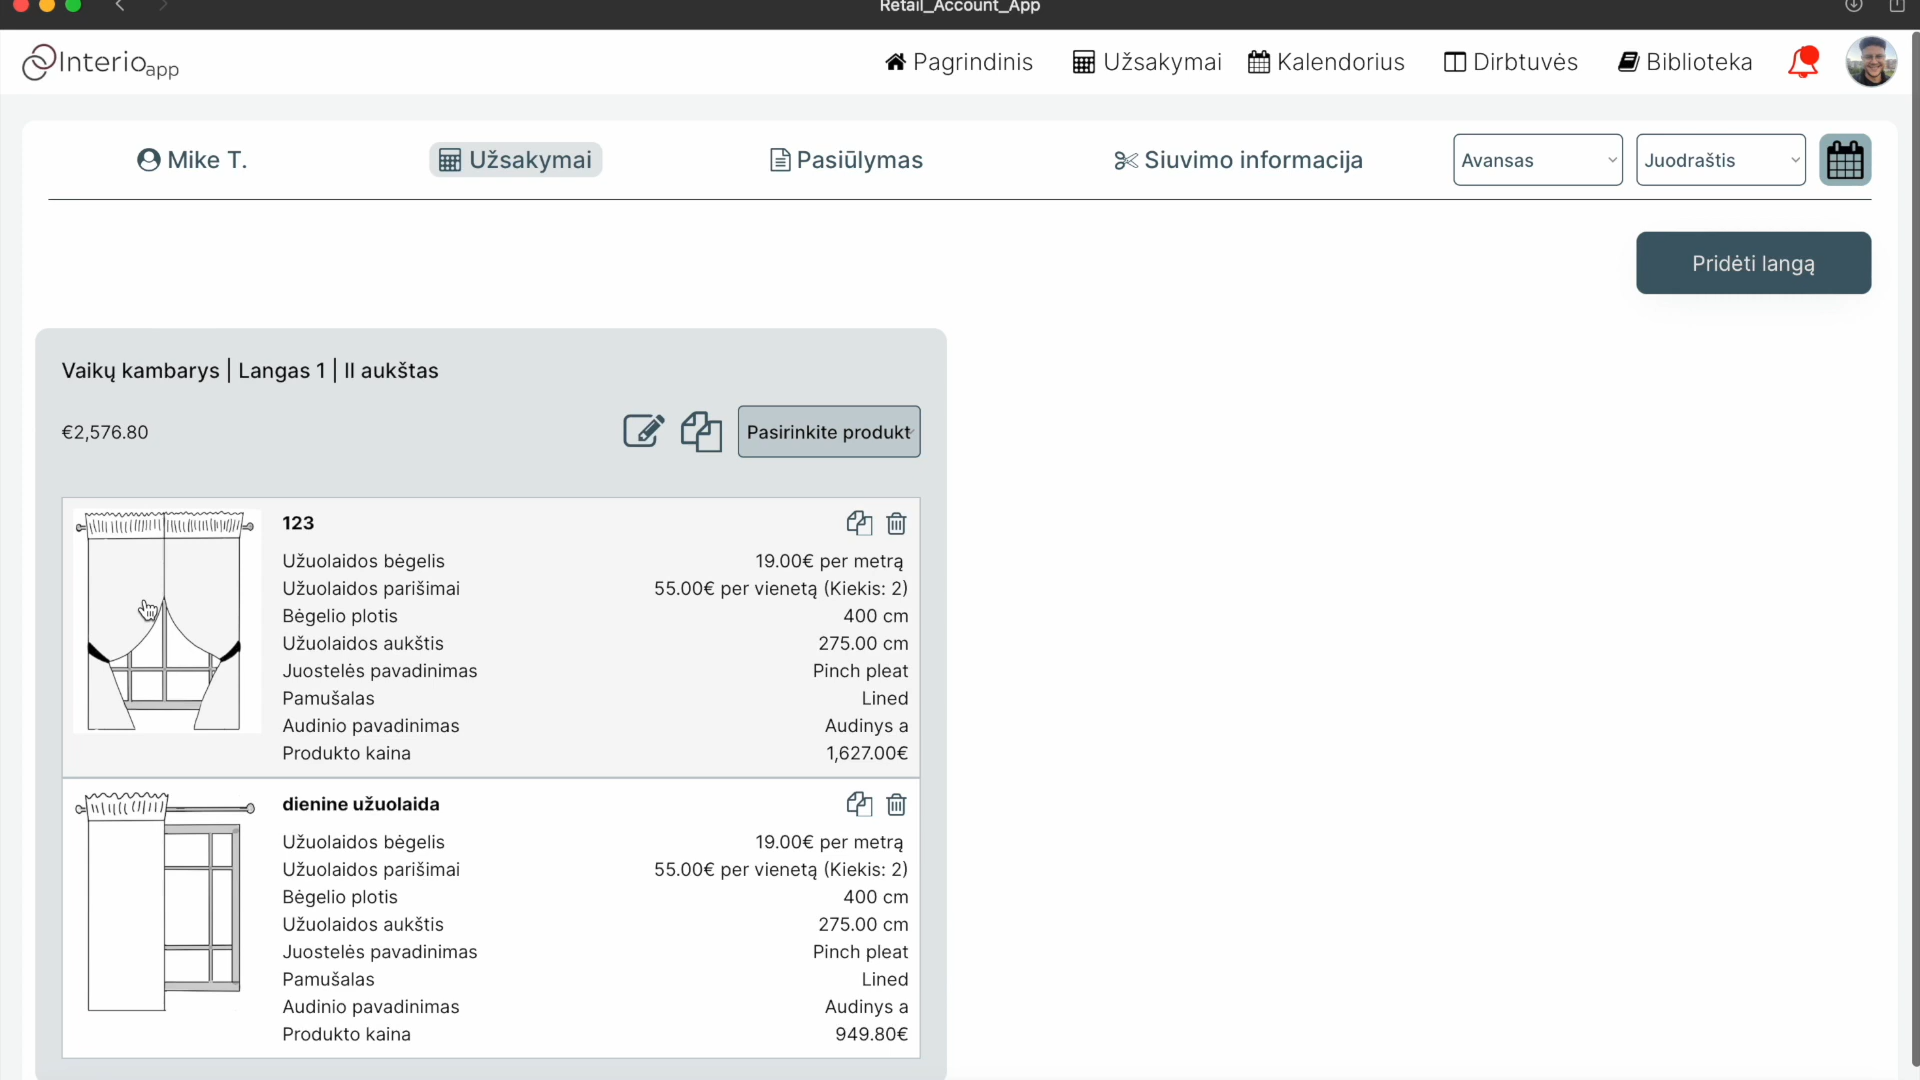 Retail_Account_App
Interioapp
Pagrindinis
Užsakymai
Kalendorius
Dirbtuvės
Biblioteka
Mike T.
Užsakymai
Pasiūlymas
Siuvimo informacija
Avansas
Juodraštis
Pridėti langą
Vaikų kambarys | Langas 1 | II aukštas
€2,576.80
Pasirinkite produkt
123
Užuolaidos bėgelis 19.00€ per metrą
Užuolaidos parišimai 55.00€ per vienetą (Kiekis: 2)
Bėgelio plotis 400 cm
Užuolaidos aukštis 275.00 cm
Juostelės pavadinimas Pinch pleat
Pamušalas Lined
Audinio pavadinimas Audinys a
Produkto kaina 1,627.00€
dienine užuolaida
Užuolaidos bėgelis 19.00€ per metrą
Užuolaidos parišimai 55.00€ per vienetą (Kiekis: 2)
Bėgelio plotis 400 cm
Užuolaidos aukštis 275.00 cm
Juostelės pavadinimas Pinch pleat
Pamušalas Lined
Audinio pavadinimas Audinys a
Produkto kaina 949.80€